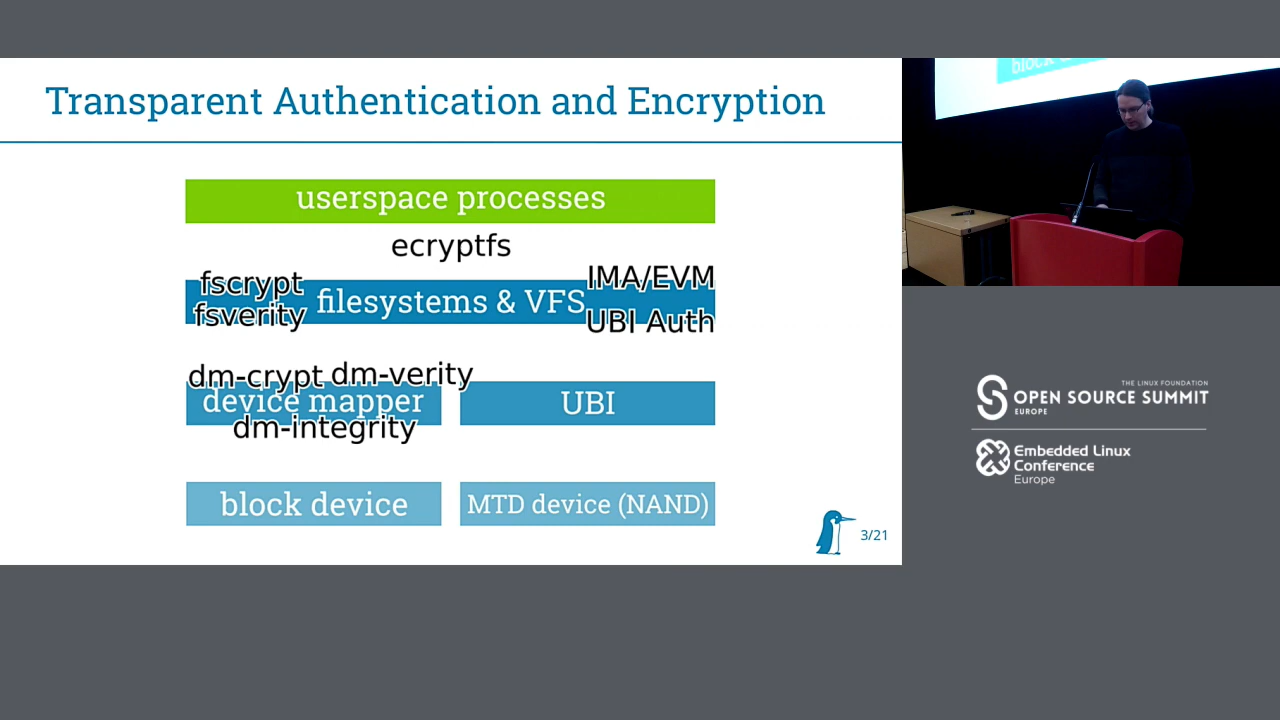 Transparent Authentication and Encryption
userspace processes
ecryptfs
fscrypt
fsverity
filesystems & VFS
IMA/EVM
UBI Auth
dm-crypt
dm-verity
device mapper
dm-integrity
UBI
block device
MTD device (NAND)
3/21
THE LINUX FOUNDATION
OPEN SOURCE SUMMIT
EUROPE
Embedded Linux
Conference
Europe